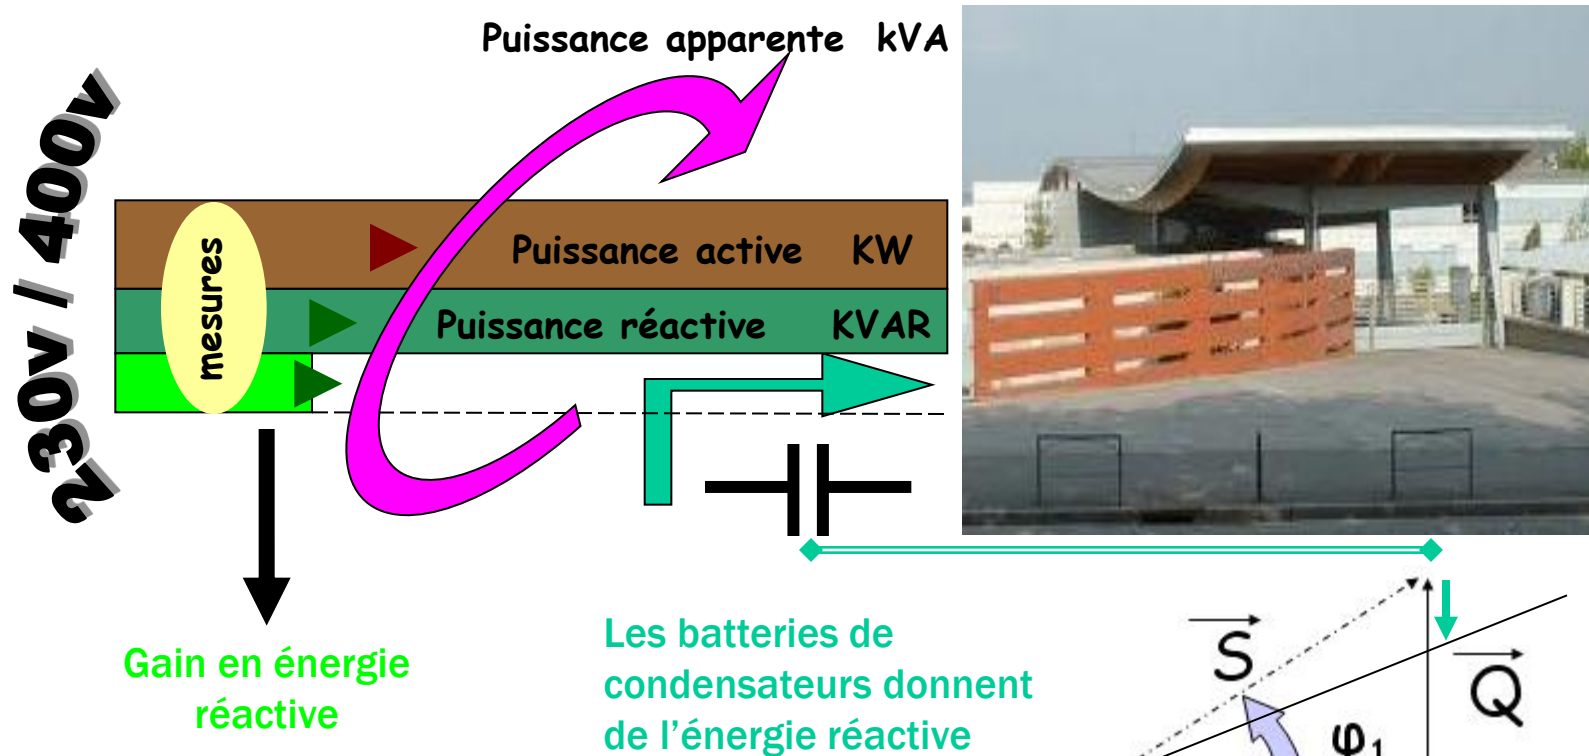 Puissance apparente kVA
230v / 400v
mesures
Puissance active KW
Puissance réactive KVAR
Gain en énergie
réactive
Les batteries de
condensateurs donnent
de l’énergie réactive
S
Q
φ1